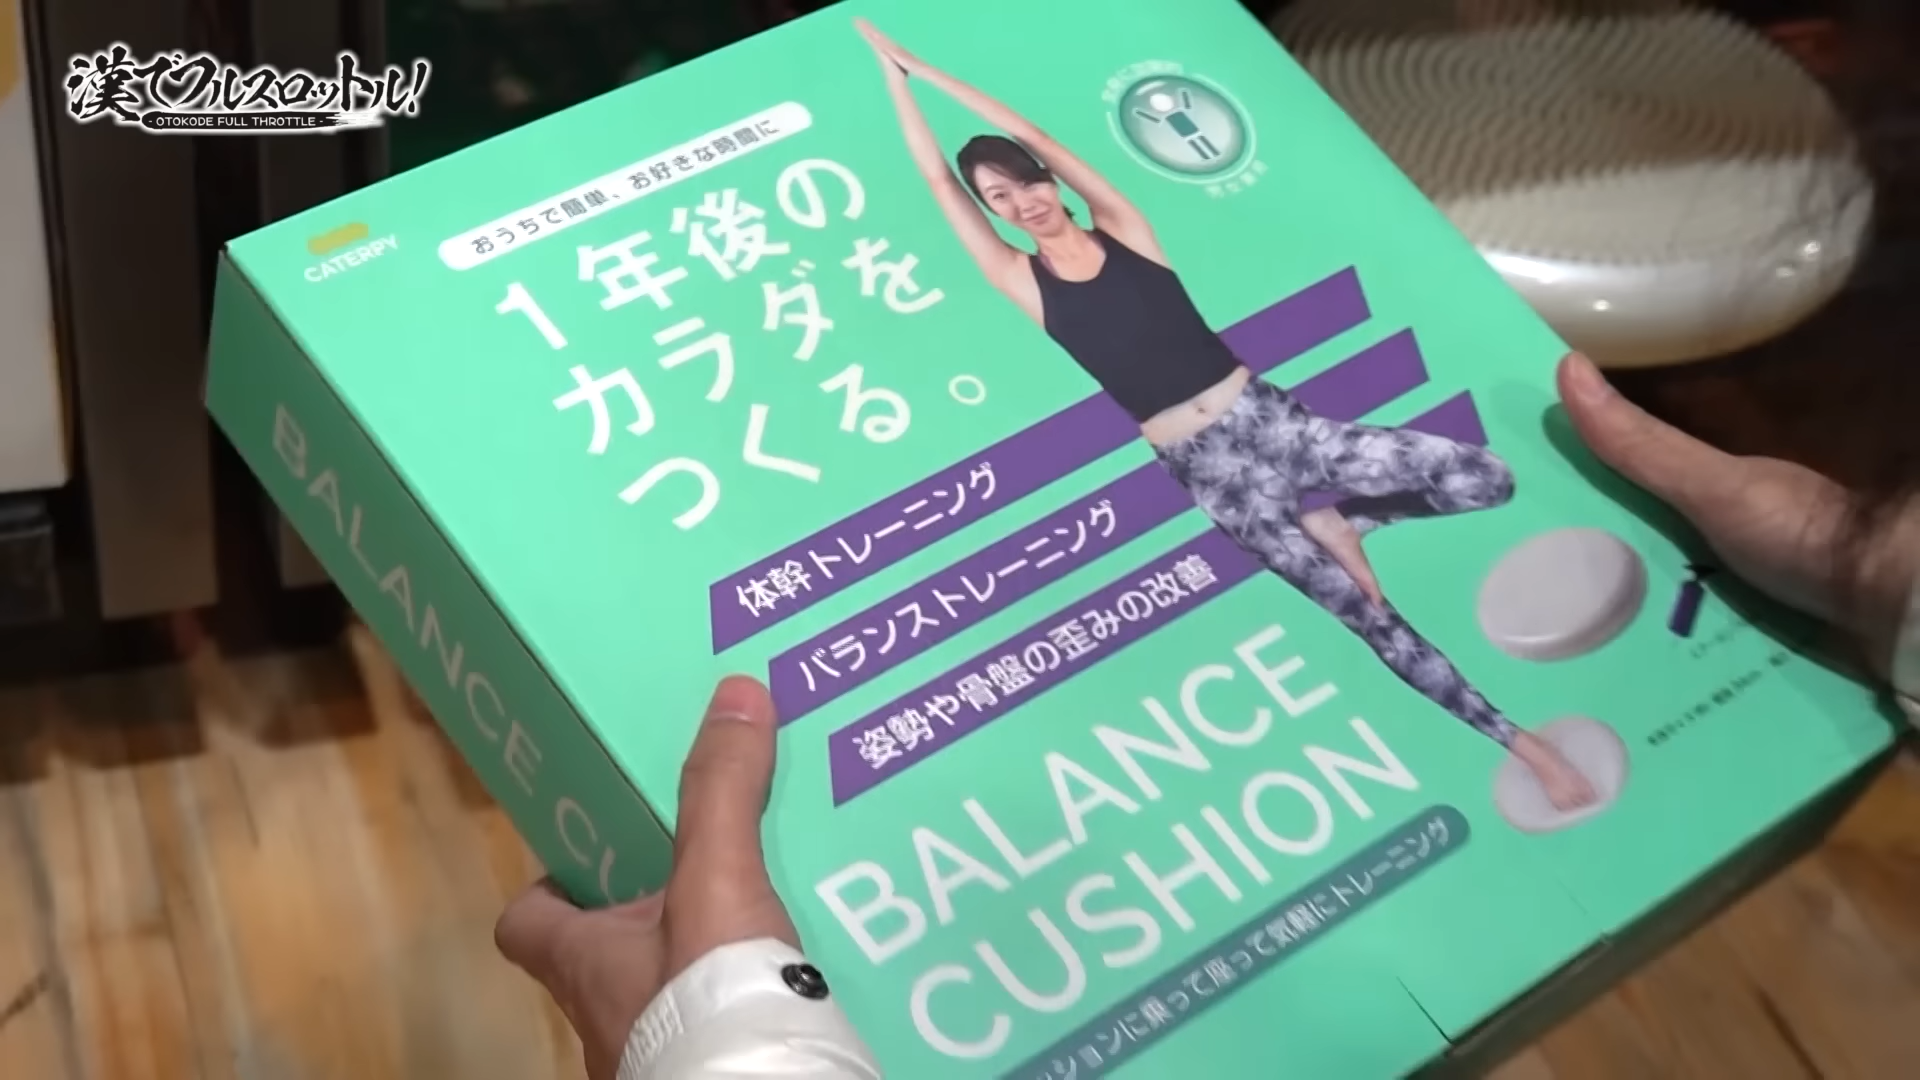 漢でフルスロットル!
- OTOKODE FULL THROTTLE -
CATERPY
おうちで簡単、お好きな時間に
1年後の
カラダを
つくる。
体幹トレーニング
バランストレーニング
姿勢や骨盤の歪みの改善
BALANCE
CUSHION
ッションに乗って座って気軽にトレーニング
BALANCE CU